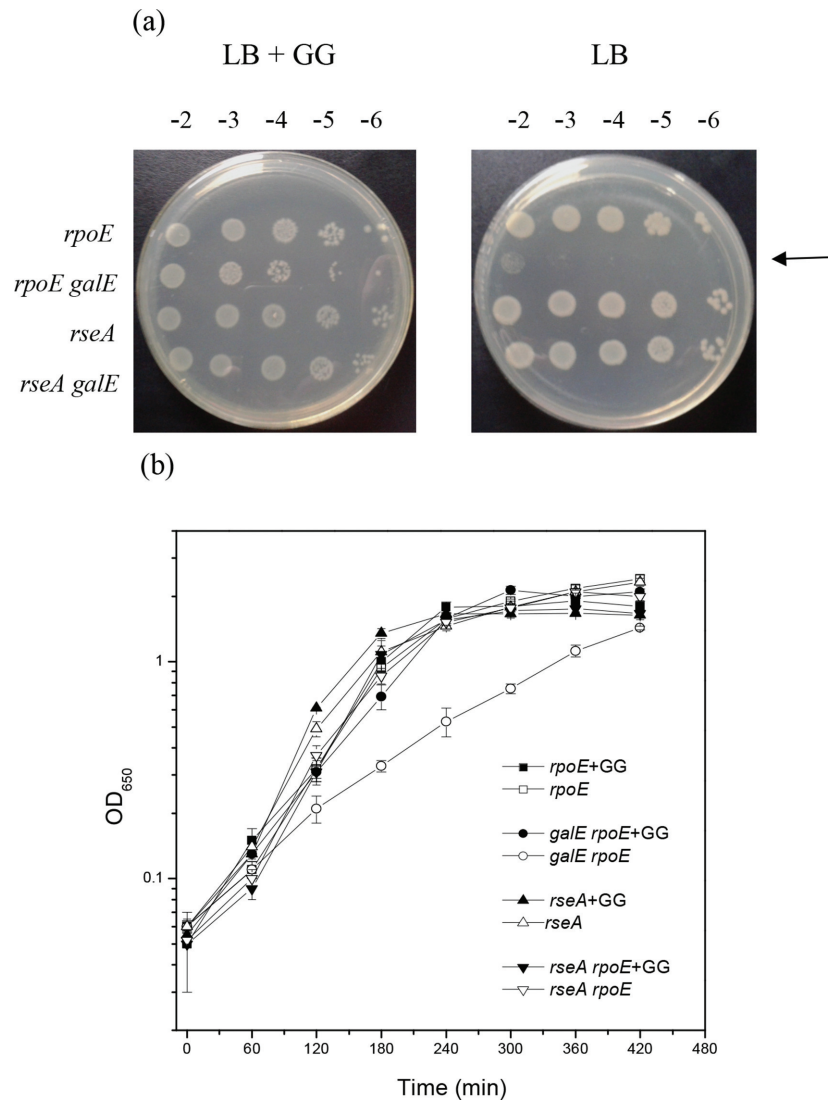 (a)
LB + GG LB
-2 -3 -4 -5 -6 -2 -3 -4 -5 -6
rpoE
rpoE galE
rseA
rseA galE
(b)
OD650
1
0.1
rpoE+GG
rpoE
galE rpoE+GG
galE rpoE
rseA+GG
rseA
rseA rpoE+GG
rseA rpoE
0 60 120 180 240 300 360 420 480
Time (min)